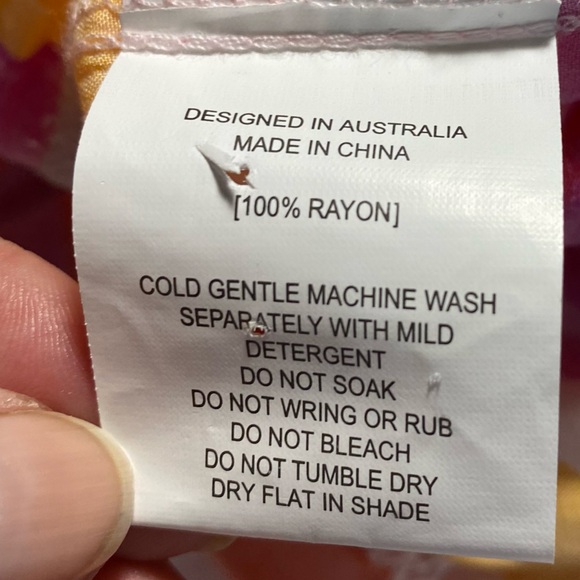 DESIGNED IN AUSTRALIA
MADE IN CHINA
[100% RAYON]
COLD GENTLE MACHINE WASH
SEPARATELY WITH MILD
DETERGENT
DO NOT SOAK
DO NOT WRING OR RUB
DO NOT BLEACH
DO NOT TUMBLE DRY
DRY FLAT IN SHADE